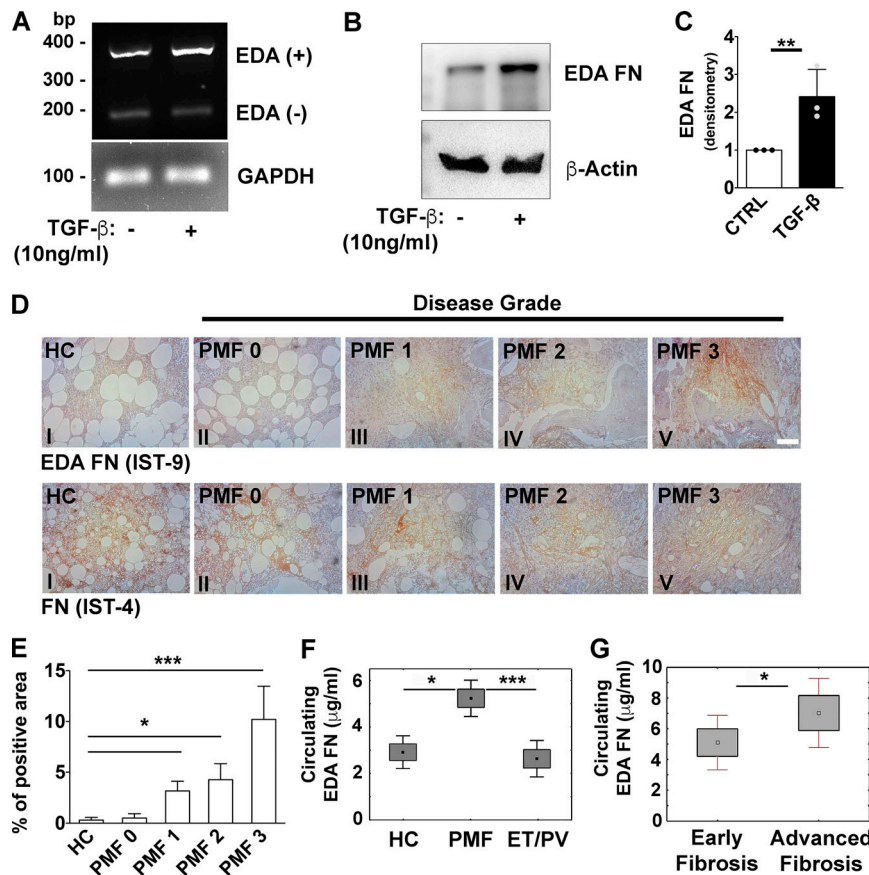 A
bp
400 -
300 -
200 -
100 -
EDA (+)
EDA (-)
GAPDH
TGF-β: - +
(10ng/ml)
B
EDA FN
β-Actin
TGF-β: - +
(10ng/ml)
C
EDA FN
(densitometry)
4
3
2
1
0
**
CTRL
TGF-β
D
Disease Grade
HC PMF 0 PMF 1 PMF 2 PMF 3
I II III IV V
EDA FN (IST-9)
HC PMF 0 PMF 1 PMF 2 PMF 3
I II III IV V
FN (IST-4)
E
% of positive area
15
10
5
0
***
*
HC PMF 0 PMF 1 PMF 2 PMF 3
F
Circulating
EDA FN (μg/ml)
6
4
2
0
* ***
HC PMF ET/PV
G
Circulating
EDA FN (μg/ml)
10
8
6
4
2
0
*
Early Advanced
Fibrosis Fibrosis